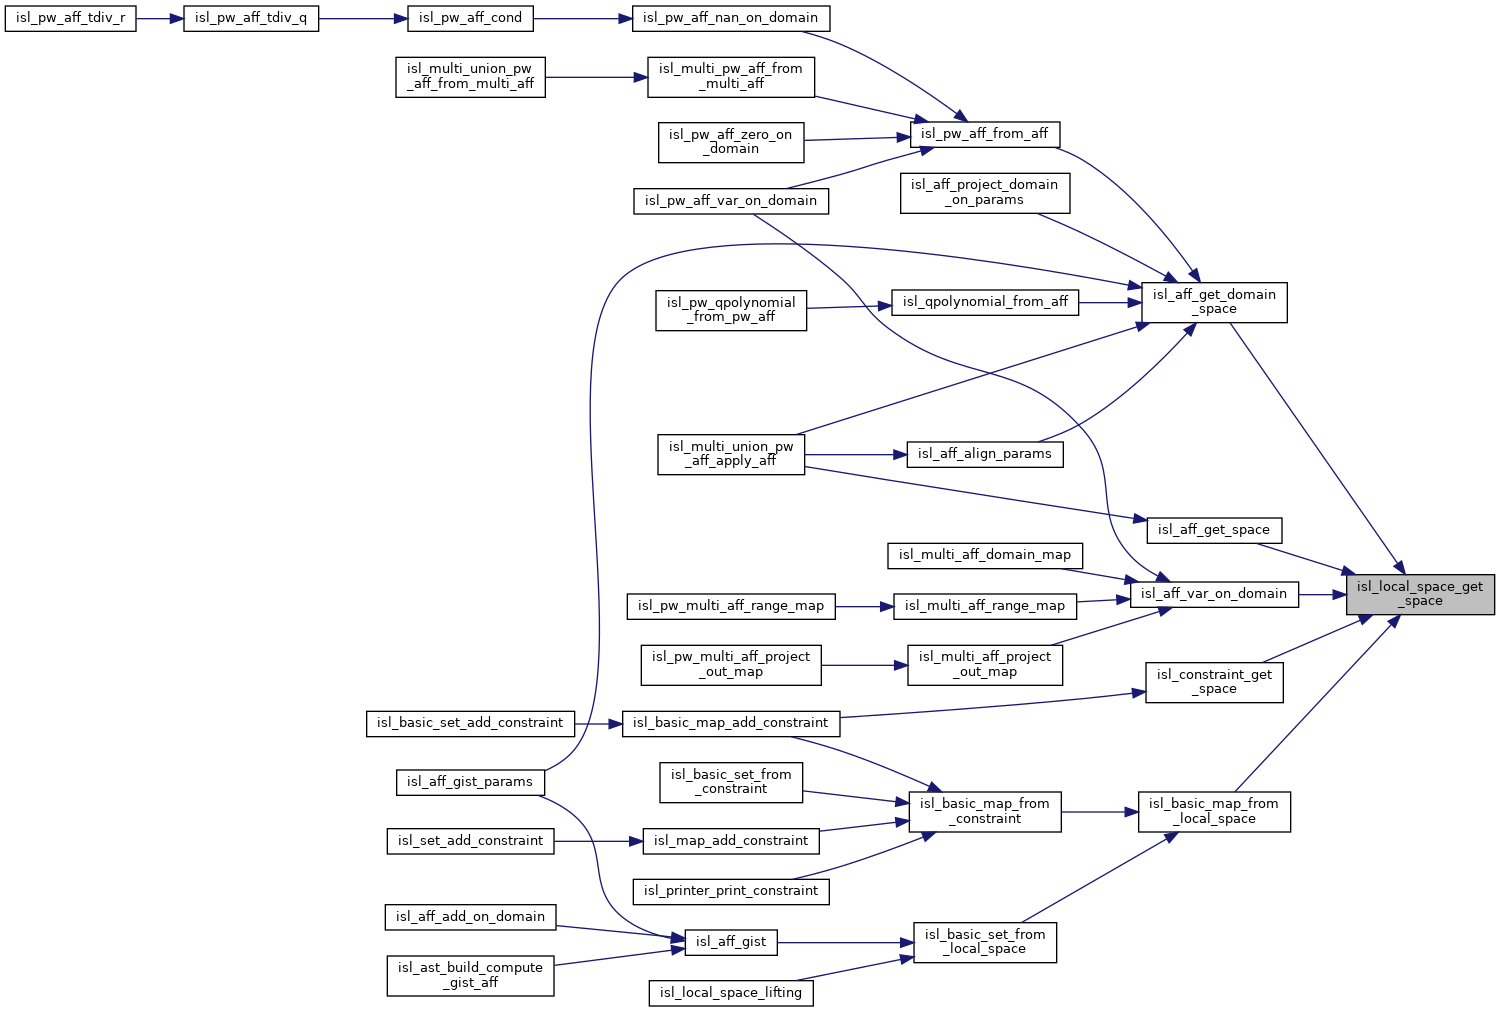 isl_pw_aff_tdiv_r
isl_pw_aff_tdiv_q
isl_pw_aff_cond
isl_pw_aff_nan_on_domain
isl_multi_union_pw
_aff_from_multi_aff
isl_multi_pw_aff_from
_multi_aff
isl_pw_aff_zero_on
_domain
isl_pw_aff_from_aff
isl_pw_aff_var_on_domain
isl_aff_project_domain
_on_params
isl_pw_qpolynomial
_from_pw_aff
isl_qpolynomial_from_aff
isl_aff_get_domain
_space
isl_multi_union_pw
_aff_apply_aff
isl_aff_align_params
isl_aff_get_space
isl_multi_aff_domain_map
isl_aff_var_on_domain
isl_local_space_get
_space
isl_pw_multi_aff_range_map
isl_multi_aff_range_map
isl_pw_multi_aff_project
_out_map
isl_multi_aff_project
_out_map
isl_constraint_get
_space
isl_basic_set_add_constraint
isl_basic_map_add_constraint
isl_aff_gist_params
isl_basic_set_from
_constraint
isl_basic_map_from
_constraint
isl_basic_map_from
_local_space
isl_set_add_constraint
isl_map_add_constraint
isl_printer_print_constraint
isl_aff_add_on_domain
isl_aff_gist
isl_basic_set_from
_local_space
isl_ast_build_compute
_gist_aff
isl_local_space_lifting